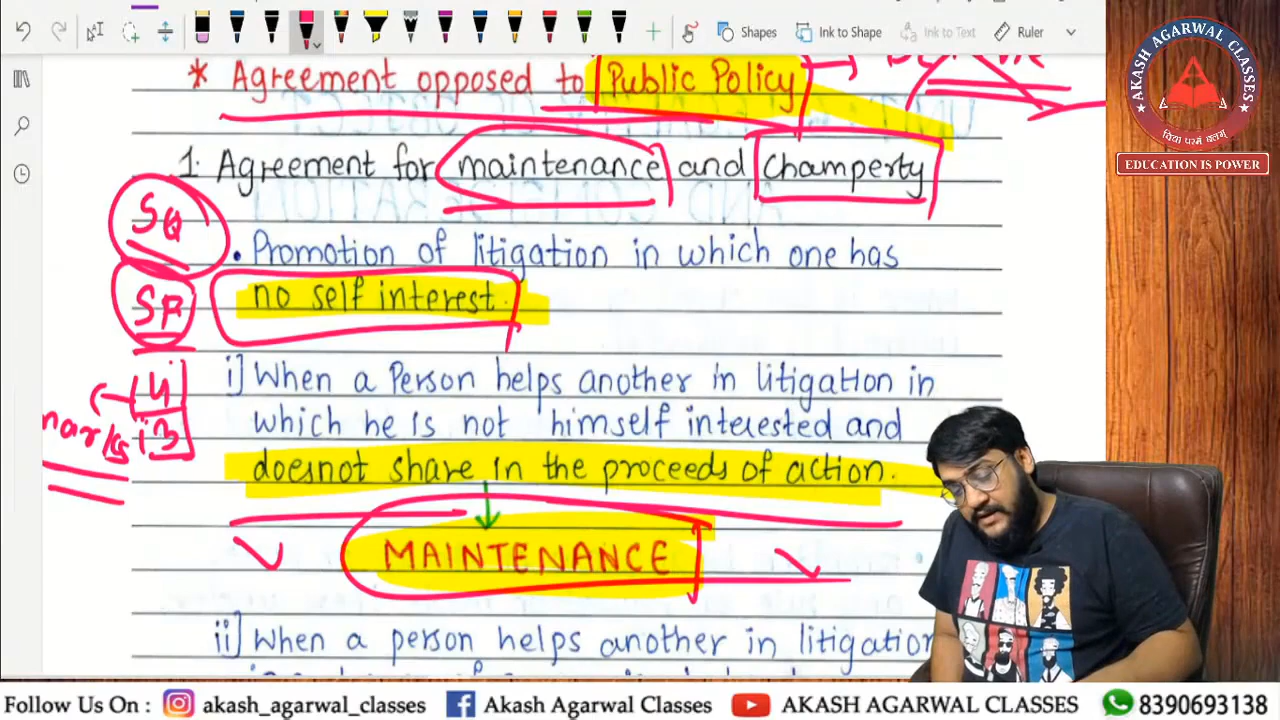 Shapes
Ink to Shape
Ink to Text
Ruler
* Agreement opposed to Public Policy →
1. Agreement for maintenance and Champerty
SQ
• Promotion of litigation in which one has
SF
no self interest.
i] When a Person helps another in litigation in
which he is not himself interested and
4
marks
doesnot share in the proceeds of action.
MAINTENANCE
ii] When a person helps another in litigation
AKASH AGARWAL CLASSES
विद्या परमं बलम्
EDUCATION IS POWER
Follow Us On : akash_agarwal_classes Akash Agarwal Classes AKASH AGARWAL CLASSES 8390693138